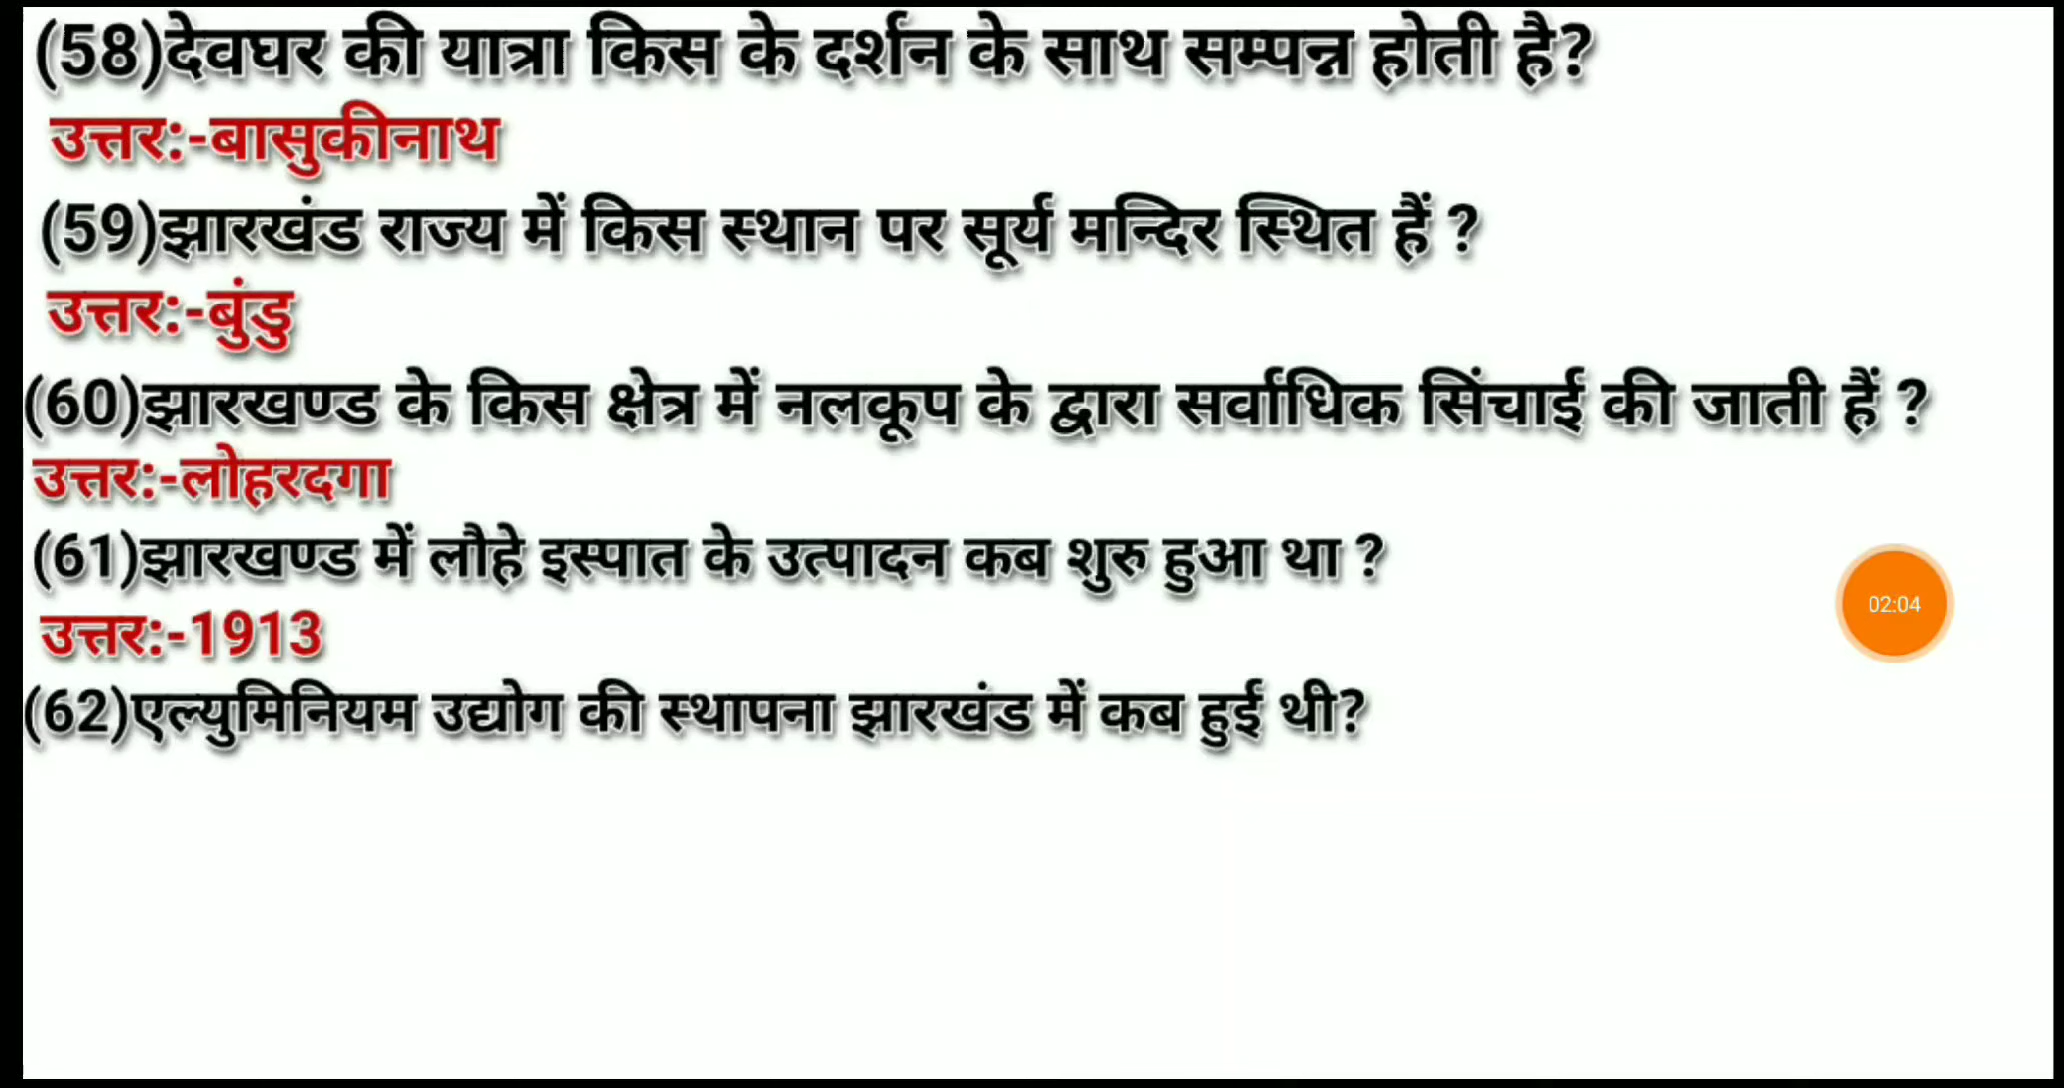 (58)देवघर की यात्रा किस के दर्शन के साथ सम्पन्न होती है?
उत्तर:-बासुकीनाथ
(59)झारखंड राज्य में किस स्थान पर सूर्य मन्दिर स्थित हैं ?
उत्तर:-बुंडु
(60)झारखण्ड के किस क्षेत्र में नलकूप के द्वारा सर्वाधिक सिंचाई की जाती हैं ?
उत्तर:-लोहरदगा
(61)झारखण्ड में लौहे इस्पात के उत्पादन कब शुरु हुआ था ?
02:04
उत्तर:-1913
(62)एल्युमिनियम उद्योग की स्थापना झारखंड में कब हुई थी?